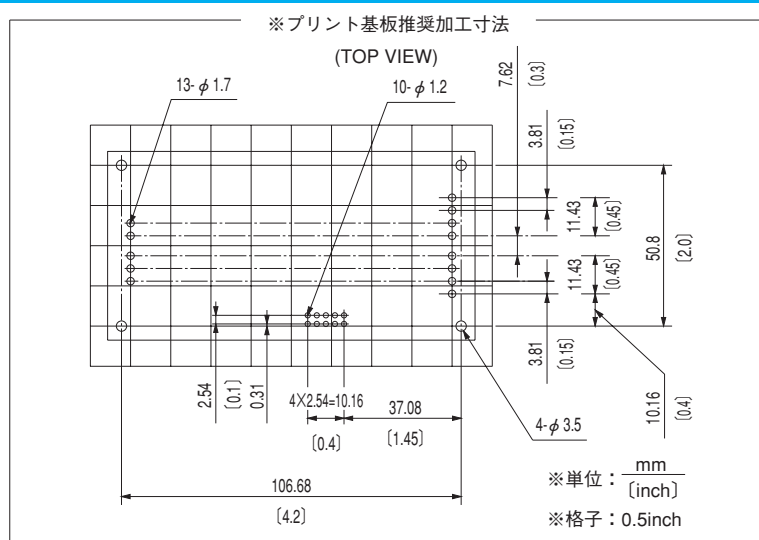 ※プリント基板推奨加工寸法
(TOP VIEW)
13-φ1.7
10-φ1.2
7.62
〔0.3〕
3.81
〔0.15〕
11.43
〔0.45〕
50.8
〔2.0〕
11.43
〔0.45〕
3.81
〔0.15〕
10.16
〔0.4〕
2.54
〔0.1〕
0.31
4×2.54=10.16
〔0.4〕
37.08
〔1.45〕
4-φ3.5
106.68
〔4.2〕
※単位：mm
〔inch〕
※格子：0.5inch